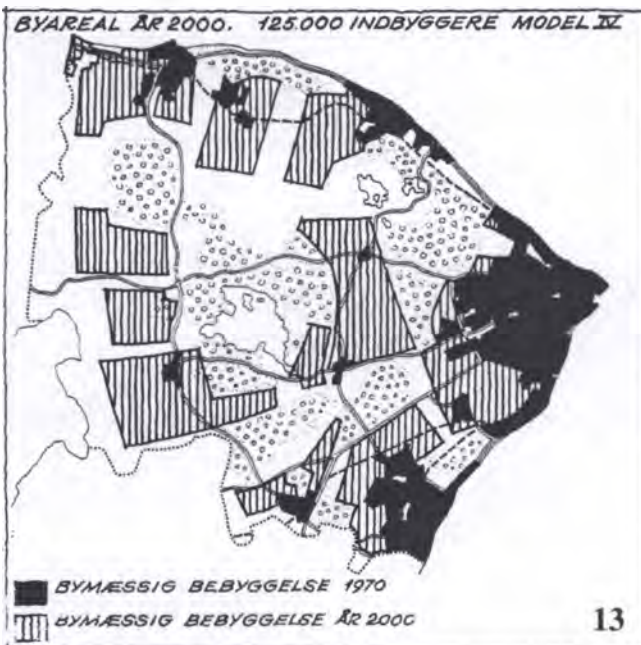 BYAREAL ÅR 2000. 125.000 INDBYGGERE MODEL IV
BYMÆSSIG BEBYGGELSE 1970
BYMÆSSIG BEBYGGELSE ÅR 2000
13